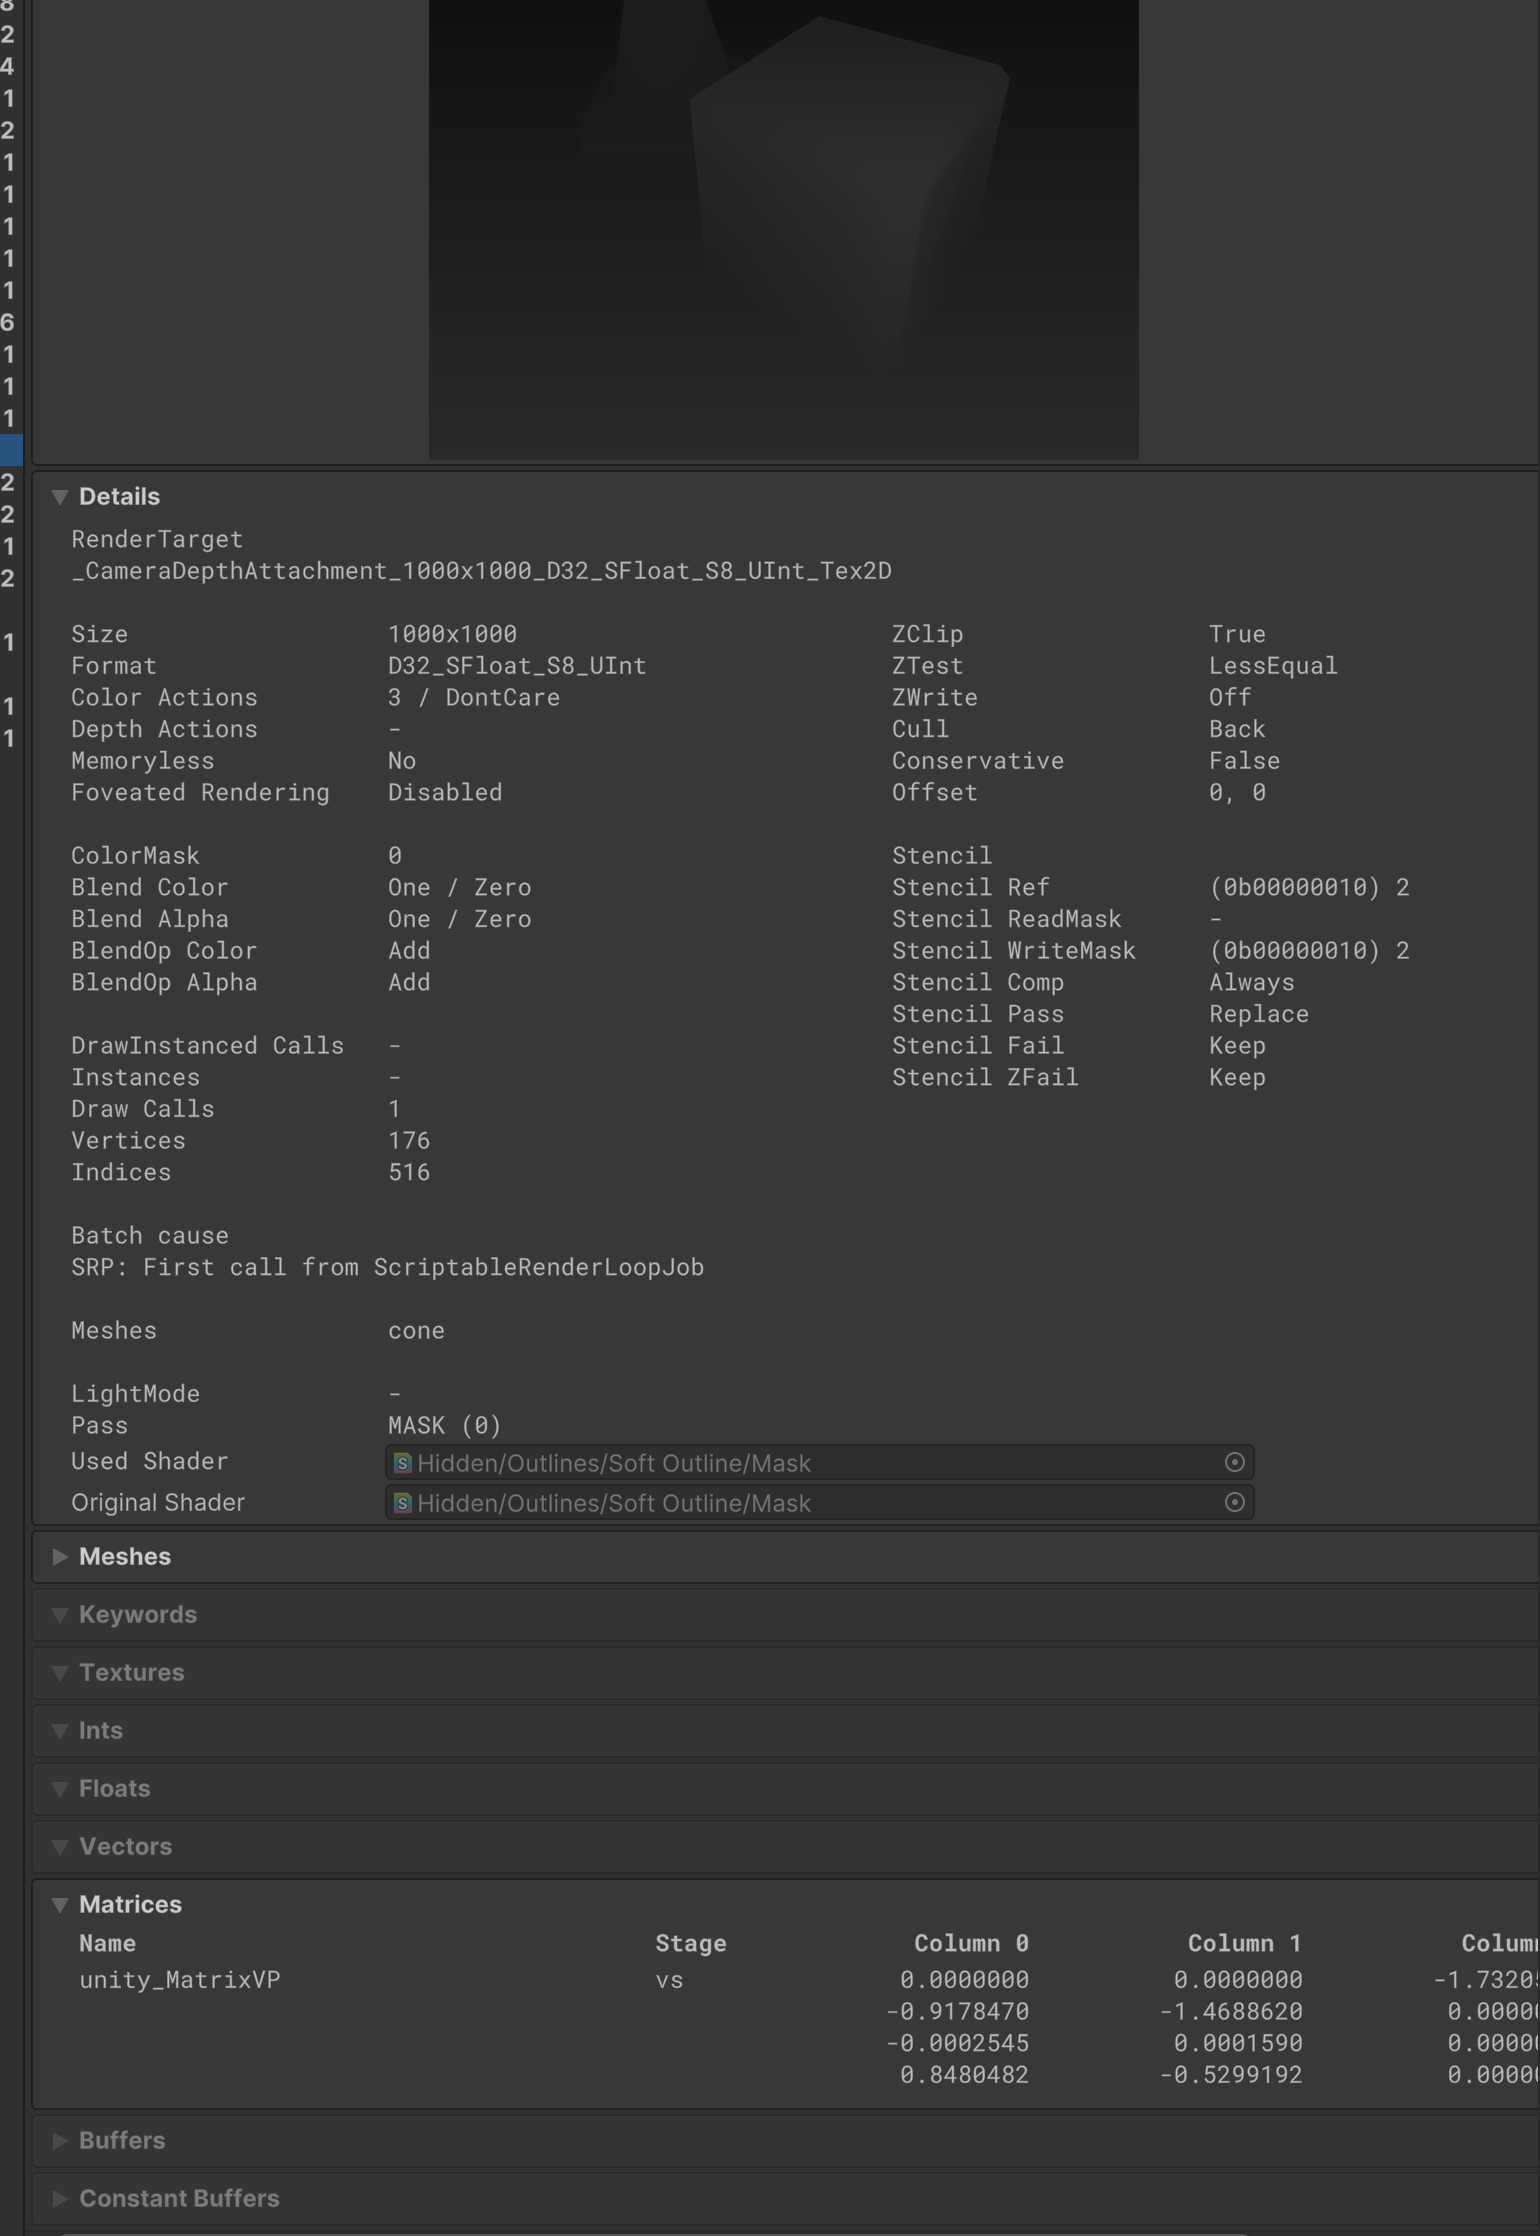 8
2
4
1
2
1
1
1
1
1
6
1
1
1
2
2
1
2
1
1
1
Details
RenderTarget
_CameraDepthAttachment_1000x1000_D32_SFloat_S8_UInt_Tex2D
Size 1000x1000 ZClip True
Format D32_SFloat_S8_UInt ZTest LessEqual
Color Actions 3 / DontCare ZWrite Off
Depth Actions - Cull Back
Memoryless No Conservative False
Foveated Rendering Disabled Offset 0, 0
ColorMask 0 Stencil
Blend Color One / Zero Stencil Ref (0b00000010) 2
Blend Alpha One / Zero Stencil ReadMask -
BlendOp Color Add Stencil WriteMask (0b00000010) 2
BlendOp Alpha Add Stencil Comp Always
Stencil Pass Replace
DrawInstanced Calls - Stencil Fail Keep
Instances - Stencil ZFail Keep
Draw Calls 1
Vertices 176
Indices 516
Batch cause
SRP: First call from ScriptableRenderLoopJob
Meshes cone
LightMode -
Pass MASK (0)
Used Shader Hidden/Outlines/Soft Outline/Mask
Original Shader Hidden/Outlines/Soft Outline/Mask
Meshes
Keywords
Textures
Ints
Floats
Vectors
Matrices
Name Stage Column 0 Column 1 Colum
unity_MatrixVP vs 0.0000000 0.0000000 -1.7320
-0.9178470 -1.4688620 0.0000
-0.0002545 0.0001590 0.0000
0.8480482 -0.5299192 0.0000
Buffers
Constant Buffers